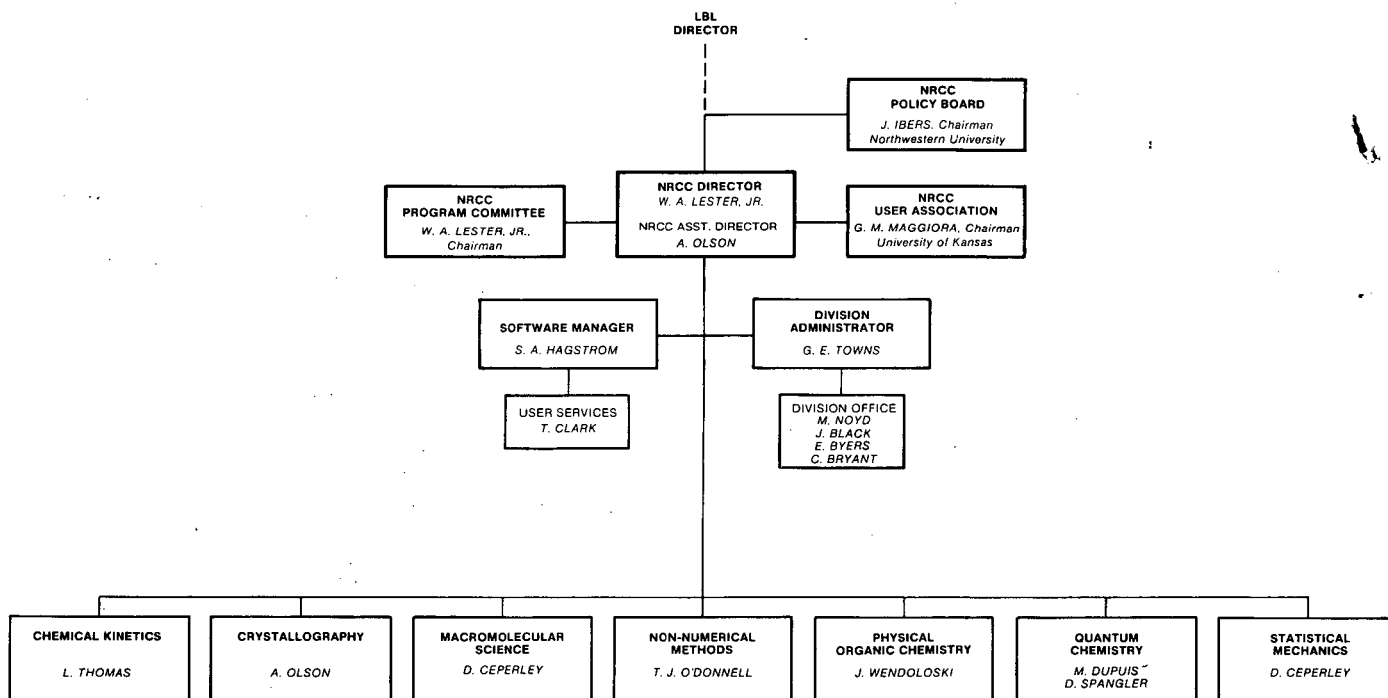 LBL
DIRECTOR
NRCC
POLICY BOARD
J. IBERS, Chairman
Northwestern University
NRCC
PROGRAM COMMITTEE
W. A. LESTER, JR.,
Chairman
NRCC DIRECTOR
W. A. LESTER, JR.
NRCC ASST. DIRECTOR
A. OLSON
NRCC
USER ASSOCIATION
G. M. MAGGIORA, Chairman
University of Kansas
SOFTWARE MANAGER
S. A. HAGSTROM
DIVISION
ADMINISTRATOR
G. E. TOWNS
USER SERVICES
T. CLARK
DIVISION OFFICE
M. NOYD
J. BLACK
E. BYERS
C. BRYANT
CHEMICAL KINETICS
L. THOMAS
CRYSTALLOGRAPHY
A. OLSON
MACROMOLECULAR
SCIENCE
D. CEPERLEY
NON-NUMERICAL
METHODS
T. J. O'DONNELL
PHYSICAL
ORGANIC CHEMISTRY
J. WENDOLOSKI
QUANTUM
CHEMISTRY
M. DUPUIS
D. SPANGLER
STATISTICAL
MECHANICS
D. CEPERLEY